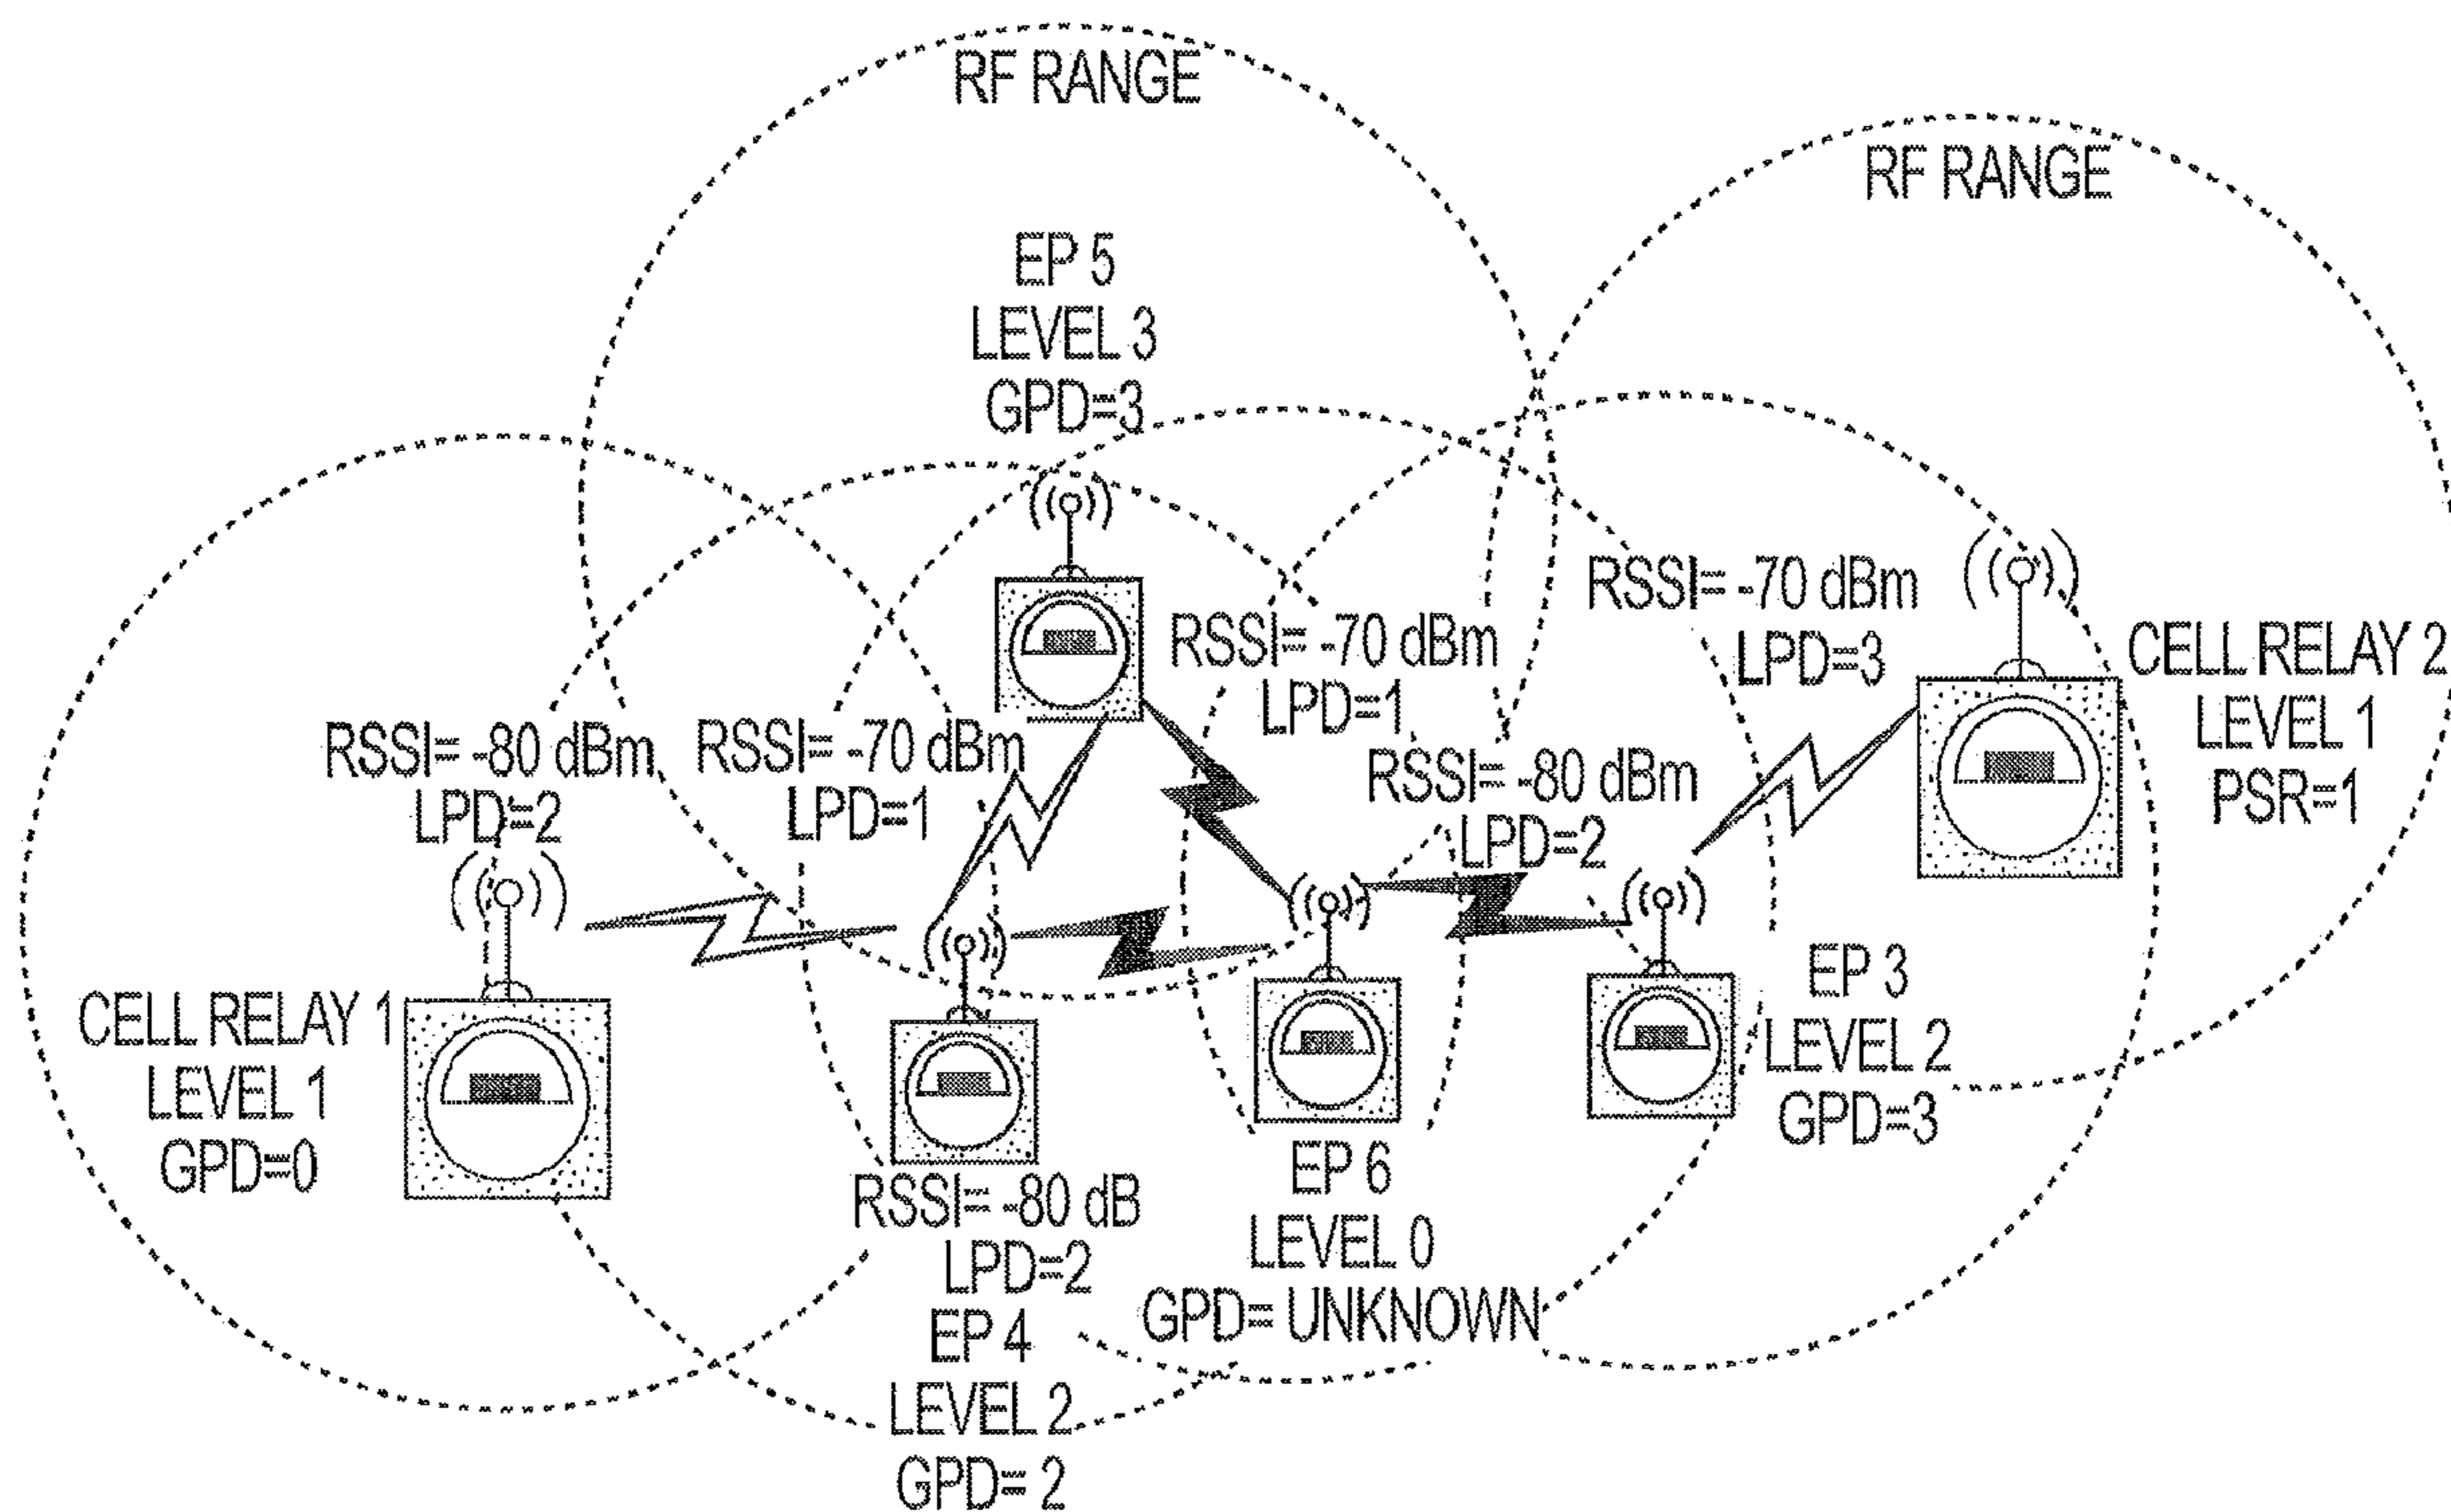 RF RANGE
RF RANGE
EP 5
LEVEL 3
GPD=3
RSSI= -70 dBm
LPD=3
RSSI= -70 dBm
LPD=1
CELL RELAY 2
LEVEL 1
PSR=1
RSSI= -80 dBm
LPD=2
RSSI= -70 dBm
LPD=1
RSSI= -80 dBm
LPD=2
CELL RELAY 1
LEVEL 1
GPD=0
EP 3
LEVEL 2
GPD=3
RSSI= -80 dB
LPD=2
EP 4
LEVEL 2
GPD= 2
EP 6
LEVEL 0
GPD= UNKNOWN